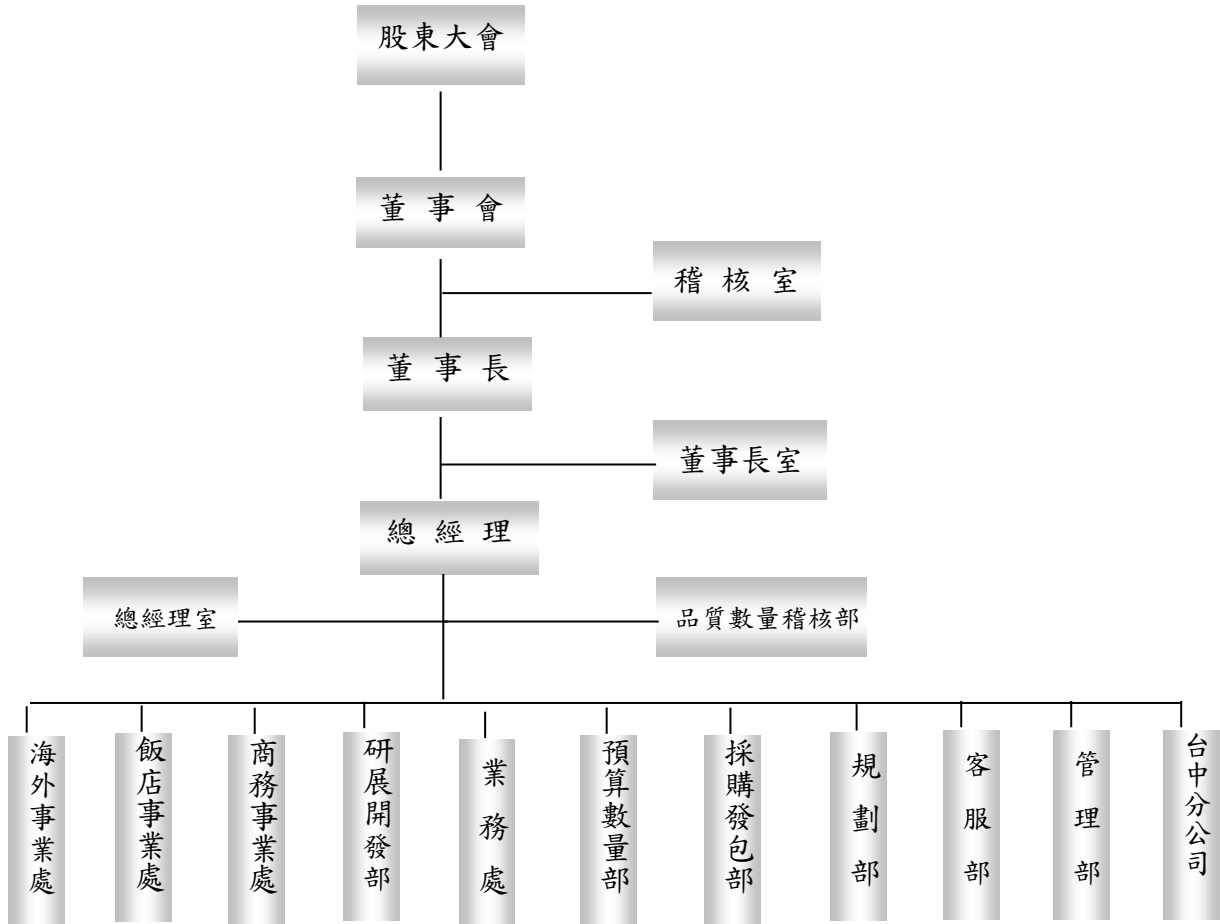 股東大會
董事會
稽核室
董事長
董事長室
總經理
總經理室
品質數量稽核部
海外事業處
飯店事業處
商務事業處
研展開發部
業務處
預算數量部
採購發包部
規劃部
客服部
管理部
台中分公司